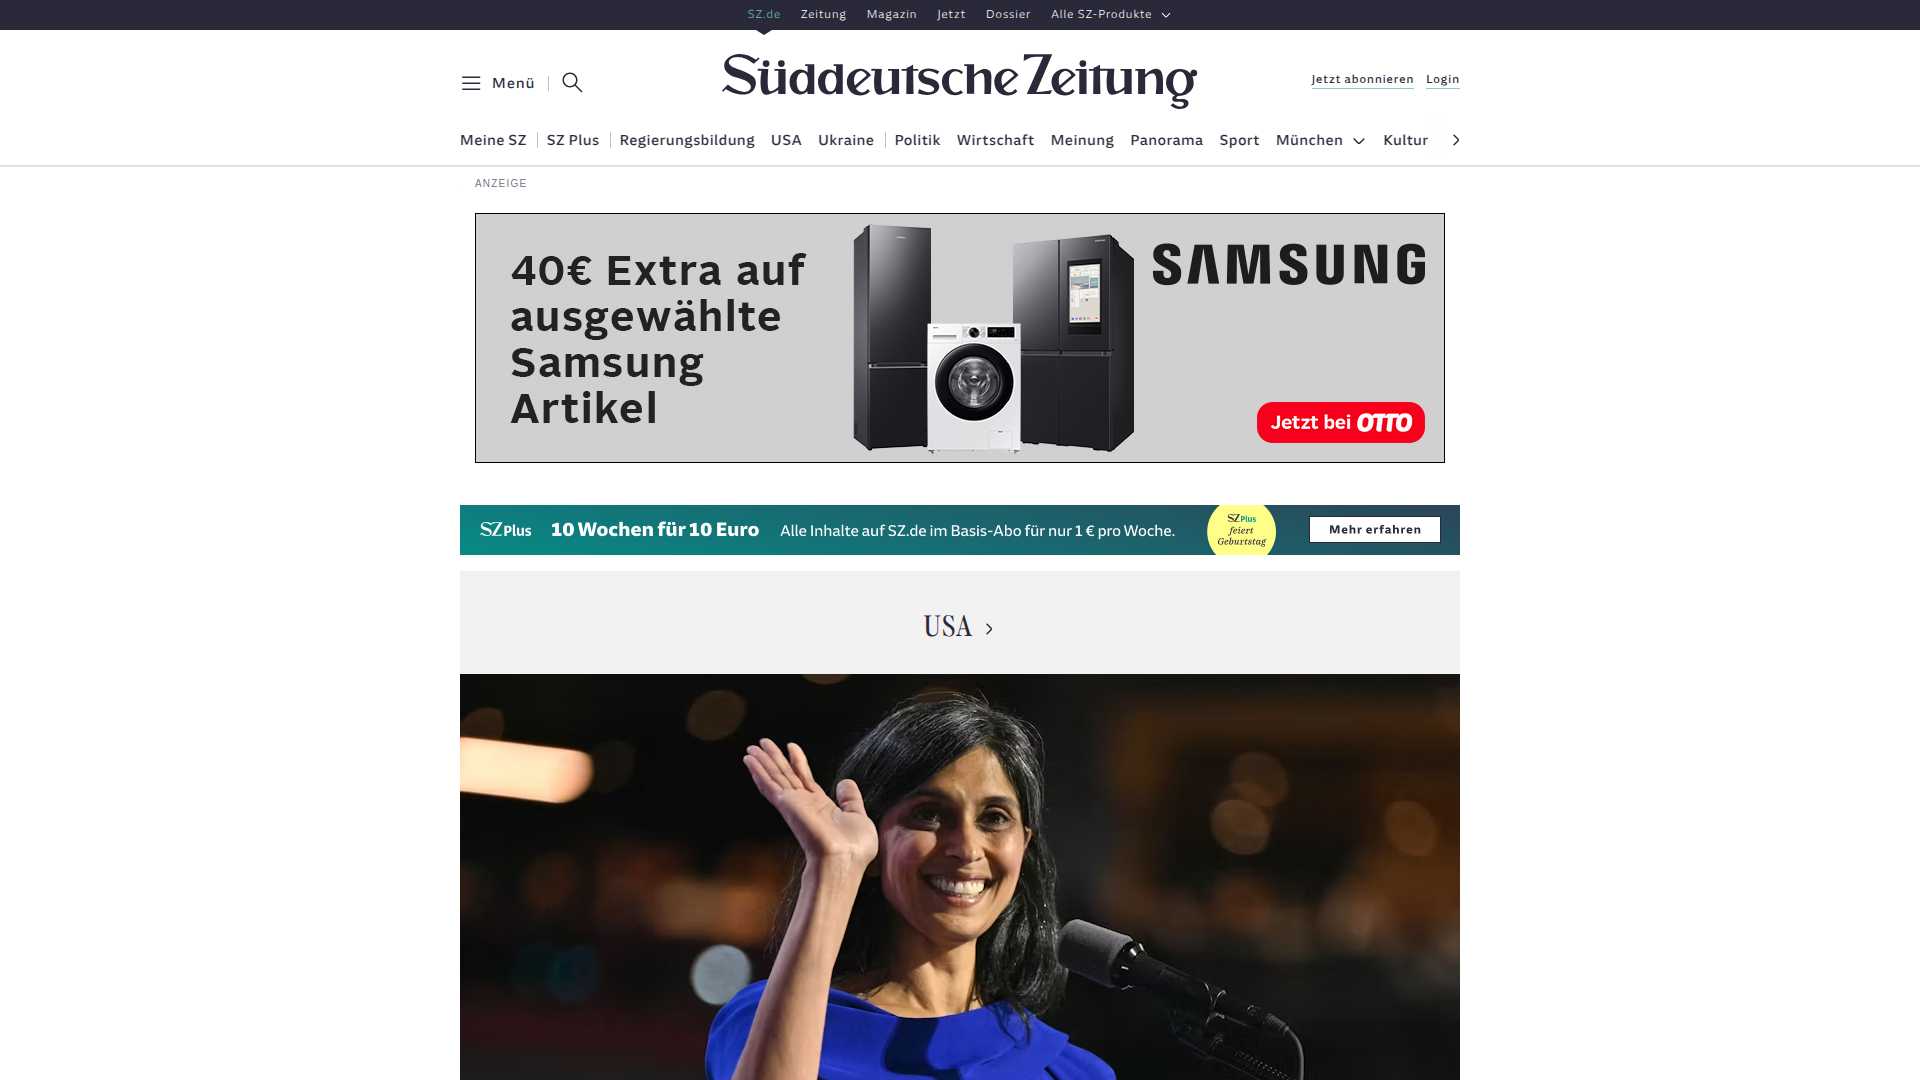 SZ.de Zeitung Magazin Jetzt Dossier Alle SZ-Produkte
Menü
Süddeutsche Zeitung
Jetzt abonnieren Login
Meine SZ SZ Plus Regierungsbildung USA Ukraine Politik Wirtschaft Meinung Panorama Sport München Kultur
ANZEIGE
40€ Extra auf
ausgewählte
Samsung
Artikel
SAMSUNG
Jetzt bei OTTO
SZ Plus 10 Wochen für 10 Euro Alle Inhalte auf SZ.de im Basis-Abo für nur 1 € pro Woche.
SZ Plus
feiert
Geburtstag
Mehr erfahren
USA